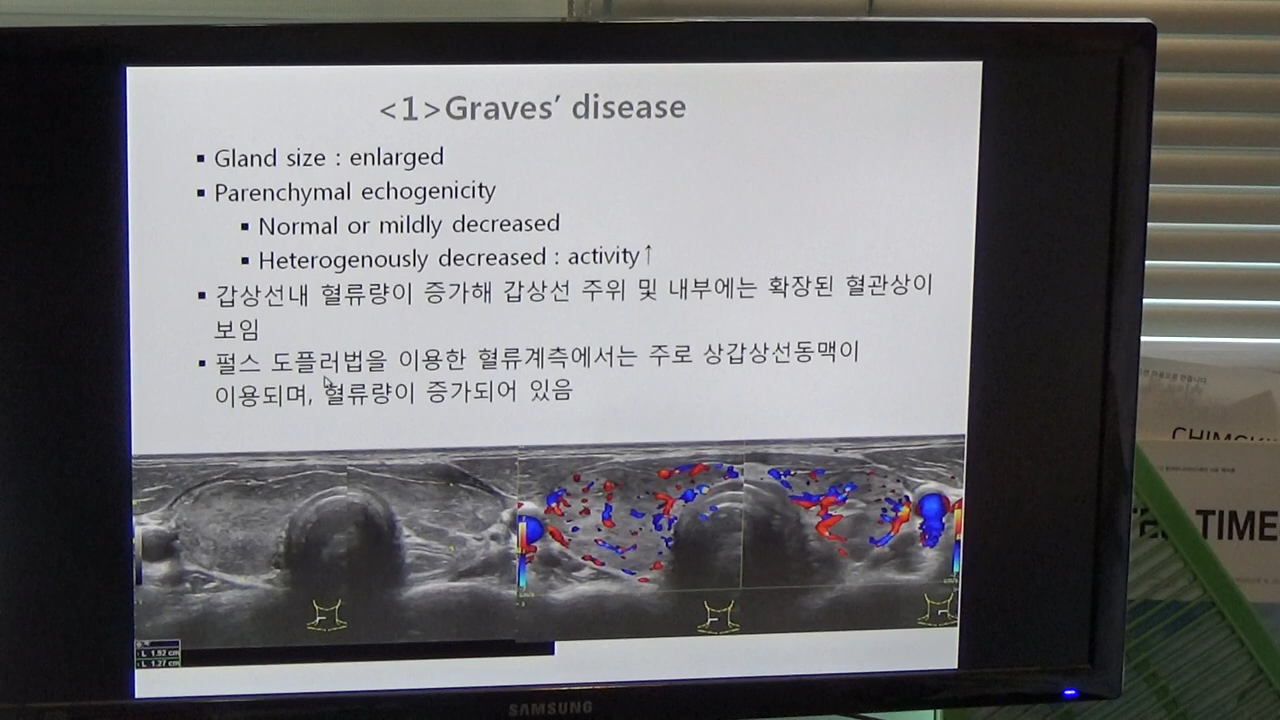 <1>Graves’ disease
▪ Gland size : enlarged
▪ Parenchymal echogenicity
▪ Normal or mildly decreased
▪ Heterogenously decreased : activity↑
▪ 갑상선내 혈류량이 증가해 갑상선 주위 및 내부에는 확장된 혈관상이
보임
▪ 펄스 도플러법을 이용한 혈류계측에서는 주로 상갑상선동맥이
이용되며, 혈류량이 증가되어 있음
L 1.92 cm
L 1.27 cm
SAMSUNG
TIME